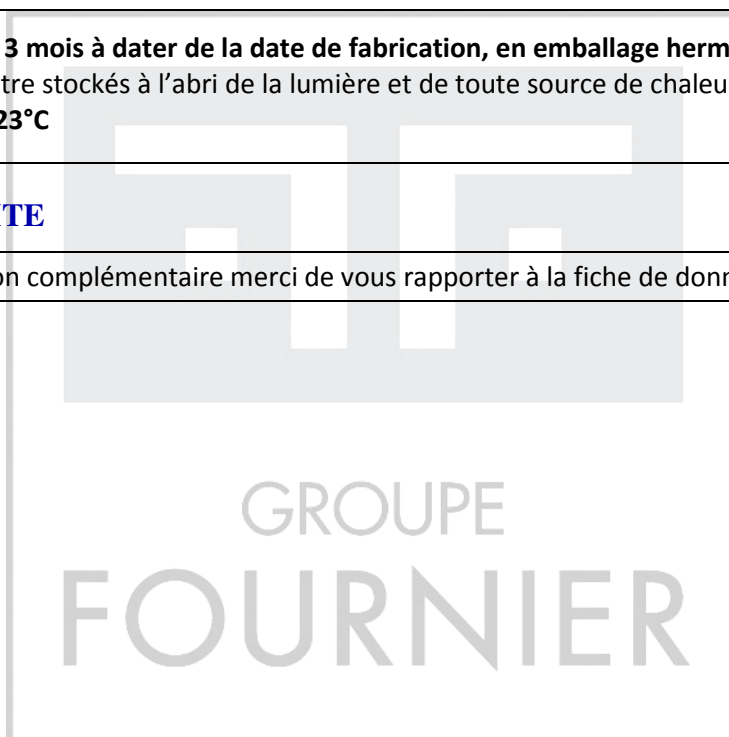 3 mois à dater de la date de fabrication, en emballage herm
tre stockés à l’abri de la lumière et de toute source de chaleu
23°C
ITE
on complémentaire merci de vous rapporter à la fiche de donn
GROUPE
FOURNIER